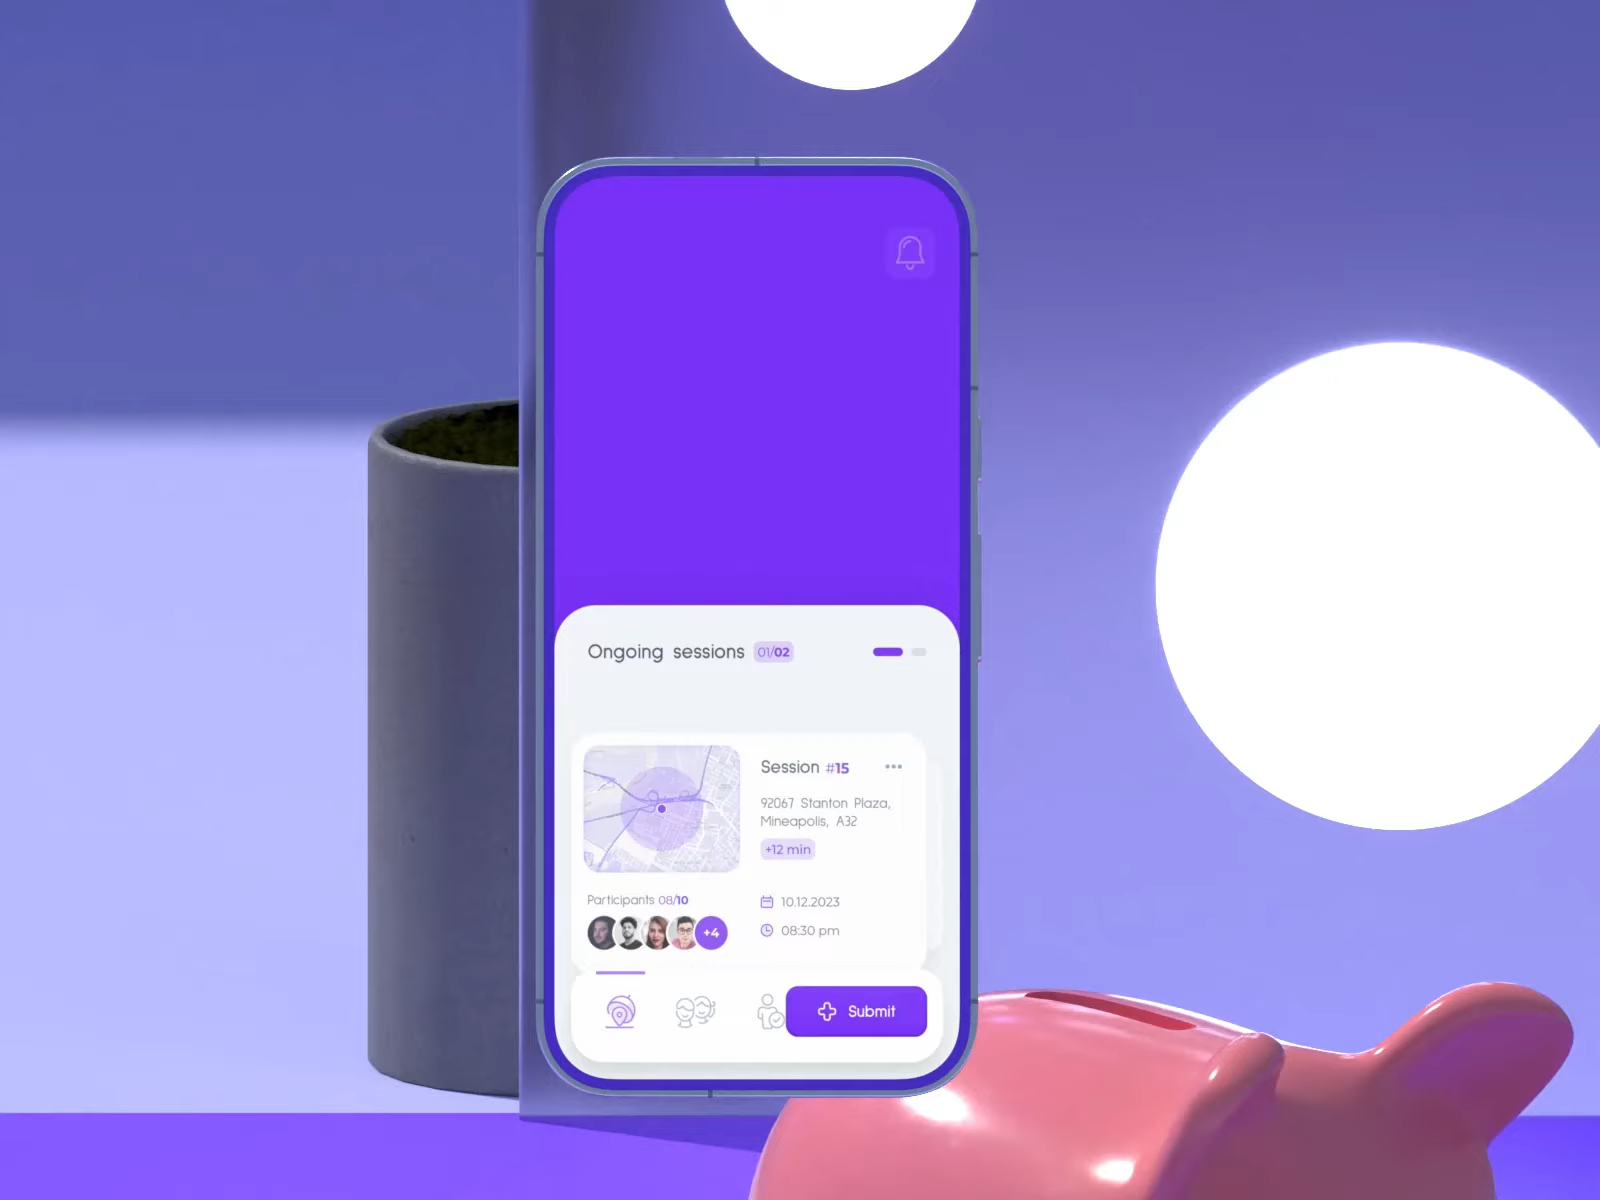 Ongoing sessions 01/02
Session #15
92067 Stanton Plaza,
Mineapolis, A32
+12 min
Participants 08/10
+4
10.12.2023
08:30 pm
Submit